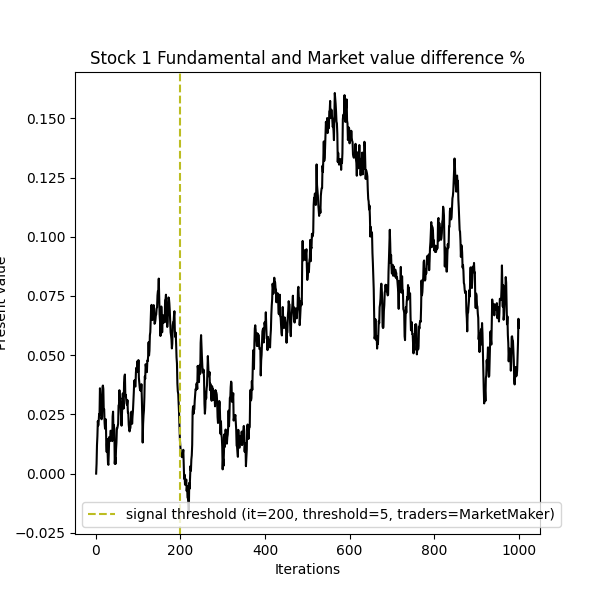 Stock 1 Fundamental and Market value difference %
0.150
0.125
0.100
0.075
0.050
0.025
0.000
−0.025
Present value
signal threshold (it=200, threshold=5, traders=MarketMaker)
0 200 400 600 800 1000
Iterations